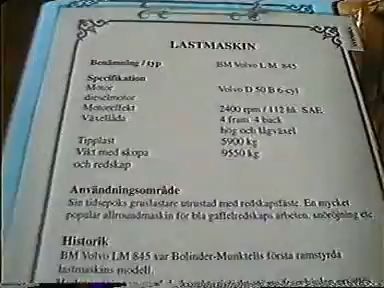 LASTMASKIN
Benämning / typ BM Volvo L M 845
Specifikation
Motor Volvo D 50 B 6-cyl
dieselmotor
Motoreffekt 2400 rpm / 112 hk SAE
Växellåda 4 fram 4 back
hög och lågväxel
Tipplast 5900 kg
Vikt med skopa 9550 kg
och redskap
Användningsområde
Sin tidsepoks gruslastare utrustad med redskapsfäste. En mycket
populär allroundmaskin för bla gaffelredskaps arbeten, snöröjning etc
Historik
BM Volvo LM 845 var Bolinder-Munktells första ramstyrda
lastmaskins modell.